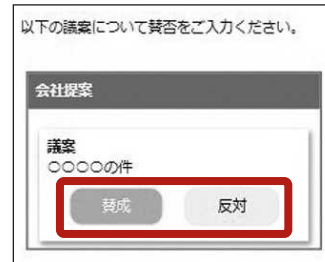 以下の議案について賛否をご入力ください。
会社提案
議案
○○○○の件
賛成
反対